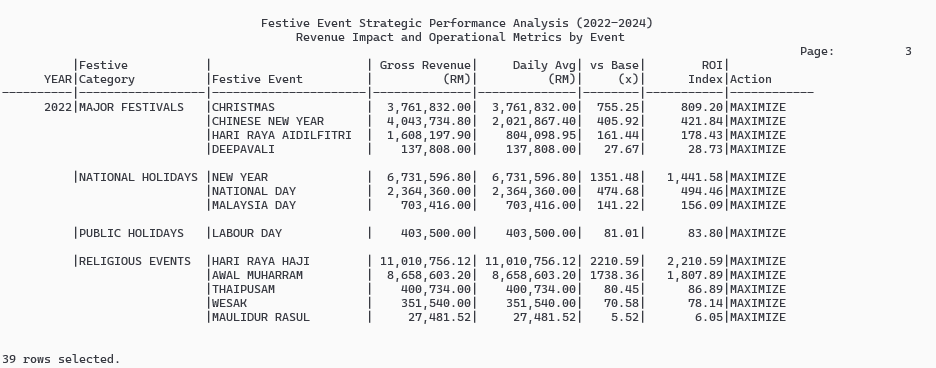 Festive Event Strategic Performance Analysis (2022-2024)
Revenue Impact and Operational Metrics by Event
Page: 3
|Festive | | Gross Revenue| Daily Avg| vs Base| ROI|
YEAR|Category |Festive Event | (RM)| (RM)| (x)| Index|Action
2022|MAJOR FESTIVALS |CHRISTMAS | 3,761,832.00| 3,761,832.00| 755.25| 809.20|MAXIMIZE
|CHINESE NEW YEAR | 4,043,734.80| 2,021,867.40| 405.92| 421.84|MAXIMIZE
|HARI RAYA AIDILFITRI | 1,608,197.90| 804,098.95| 161.44| 178.43|MAXIMIZE
|DEEPAVALI | 137,808.00| 137,808.00| 27.67| 28.73|MAXIMIZE
|NATIONAL HOLIDAYS |NEW YEAR | 6,731,596.80| 6,731,596.80| 1351.48| 1,441.58|MAXIMIZE
|NATIONAL DAY | 2,364,360.00| 2,364,360.00| 474.68| 494.46|MAXIMIZE
|MALAYSIA DAY | 703,416.00| 703,416.00| 141.22| 156.09|MAXIMIZE
|PUBLIC HOLIDAYS |LABOUR DAY | 403,500.00| 403,500.00| 81.01| 83.80|MAXIMIZE
|RELIGIOUS EVENTS |HARI RAYA HAJI | 11,010,756.12| 11,010,756.12| 2210.59| 2,210.59|MAXIMIZE
|AWAL MUHARRAM | 8,658,603.20| 8,658,603.20| 1738.36| 1,807.89|MAXIMIZE
|THAIPUSAM | 400,734.00| 400,734.00| 80.45| 86.89|MAXIMIZE
|WESAK | 351,540.00| 351,540.00| 70.58| 78.14|MAXIMIZE
|MAULIDUR RASUL | 27,481.52| 27,481.52| 5.52| 6.05|MAXIMIZE
39 rows selected.